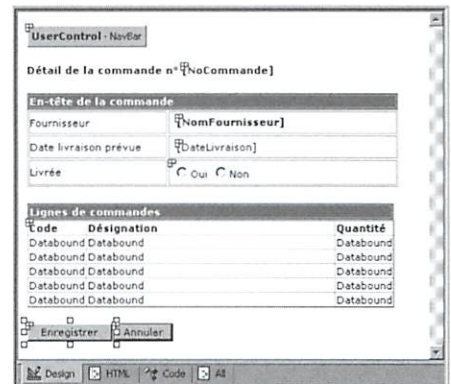 UserControl - NavBar
Détail de la commande n° [NoCommande]
En-tête de la commande
Fournisseur [NomFournisseur]
Date livraison prévue [DateLivraison]
Livrée Oui Non
Lignes de commandes
Code Désignation Quantité
Databound Databound Databound
Databound Databound Databound
Databound Databound Databound
Databound Databound Databound
Databound Databound Databound
Enregistrer Annuler
Design HTML Code All